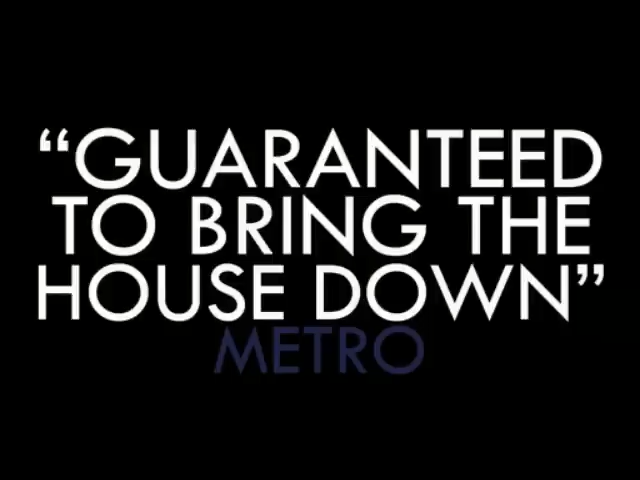 “GUARANTEED
TO BRING THE
HOUSE DOWN”
METRO